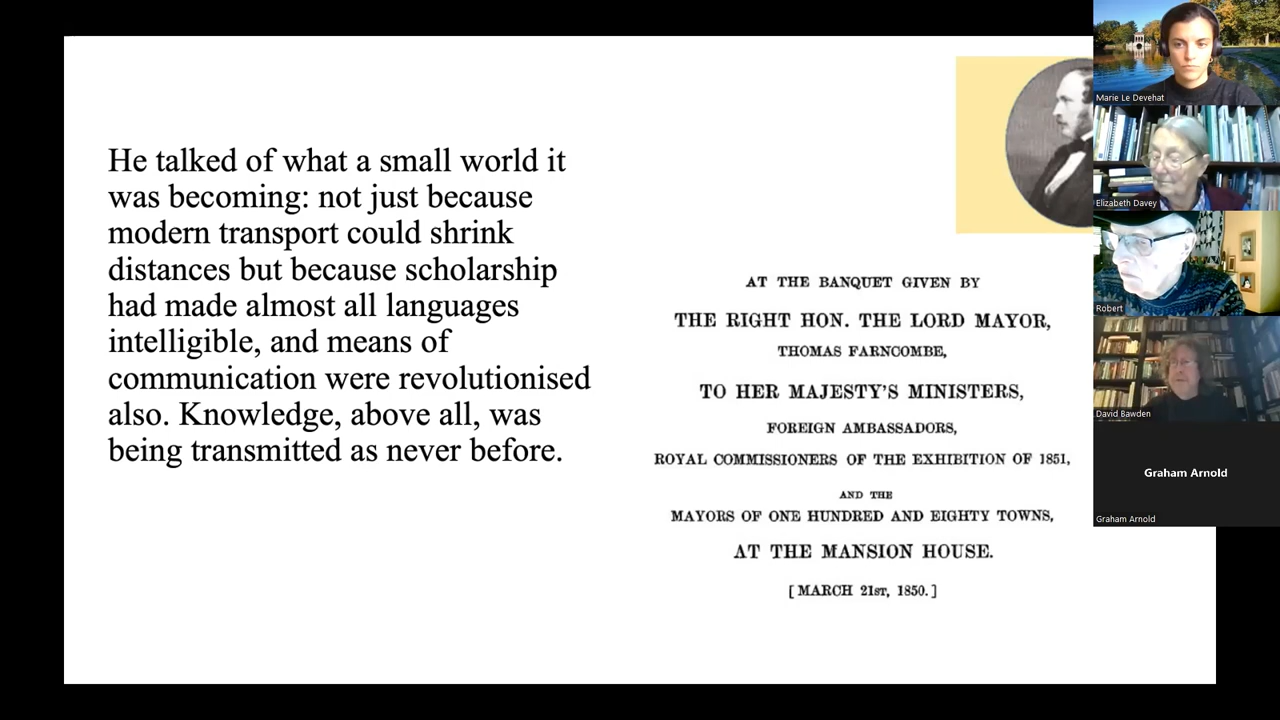 He talked of what a small world it
was becoming: not just because
modern transport could shrink
distances but because scholarship
had made almost all languages
intelligible, and means of
communication were revolutionised
also. Knowledge, above all, was
being transmitted as never before.
AT THE BANQUET GIVEN BY
THE RIGHT HON. THE LORD MAYOR,
THOMAS FARNCOMBE,
TO HER MAJESTY'S MINISTERS,
FOREIGN AMBASSADORS,
ROYAL COMMISSIONERS OF THE EXHIBITION OF 1851,
AND THE
MAYORS OF ONE HUNDRED AND EIGHTY TOWNS,
AT THE MANSION HOUSE.
[MARCH 21ST, 1850.]
Marie Le Devehat
Elizabeth Davey
Robert
David Bawden
Graham Arnold
Graham Arnold